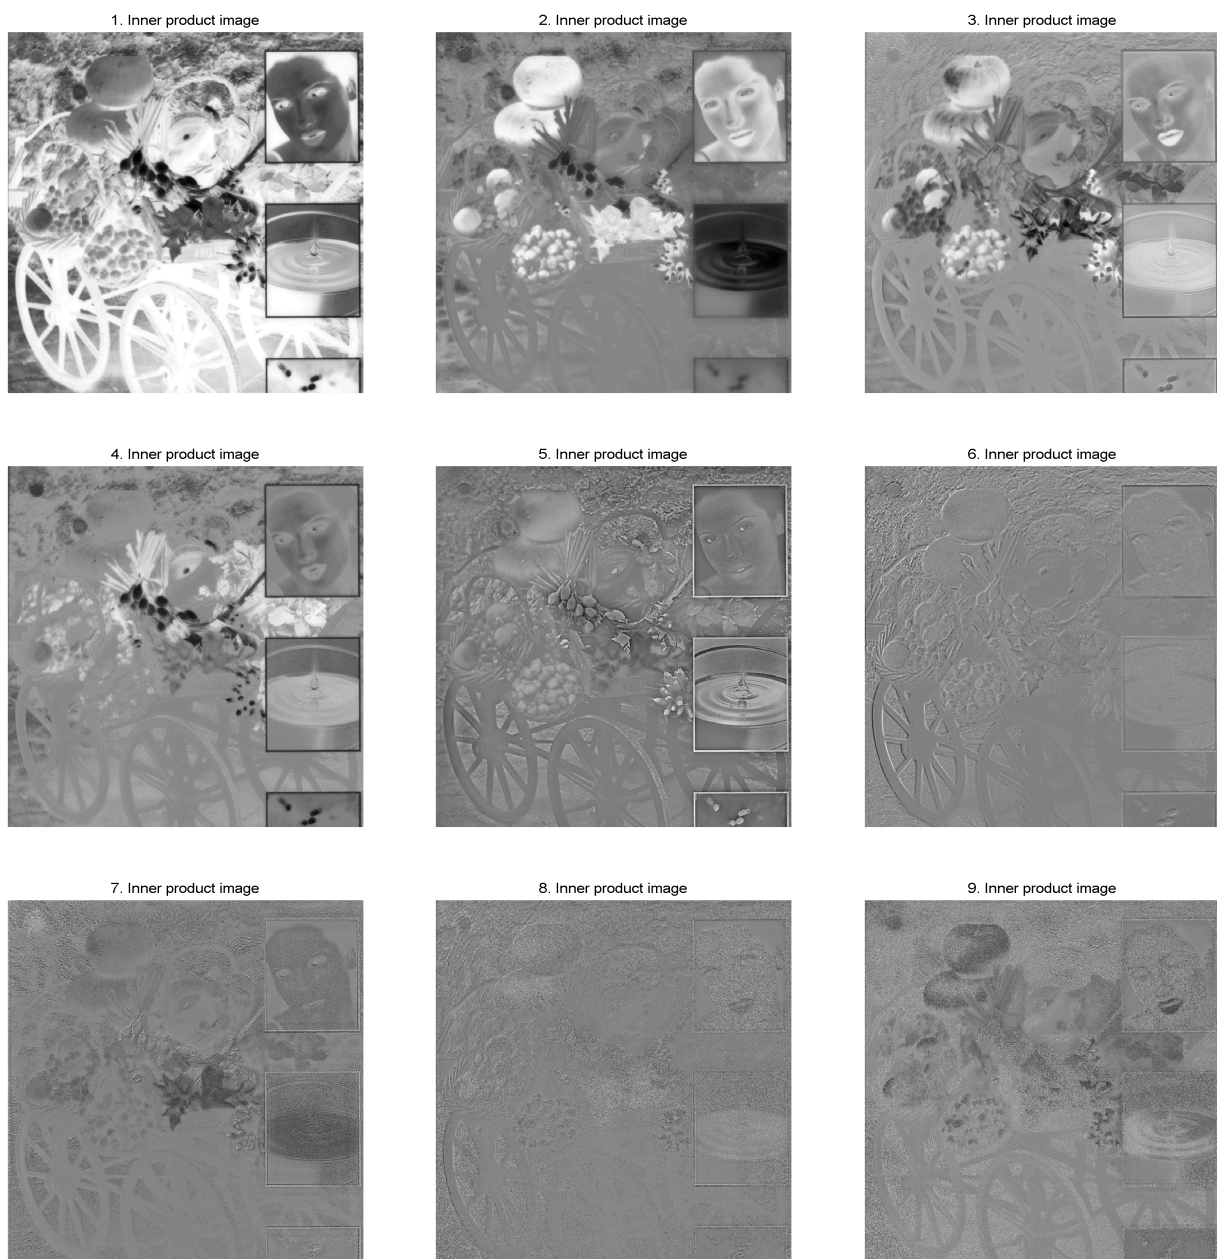 1. Inner product image
2. Inner product image
3. Inner product image
4. Inner product image
5. Inner product image
6. Inner product image
7. Inner product image
8. Inner product image
9. Inner product image